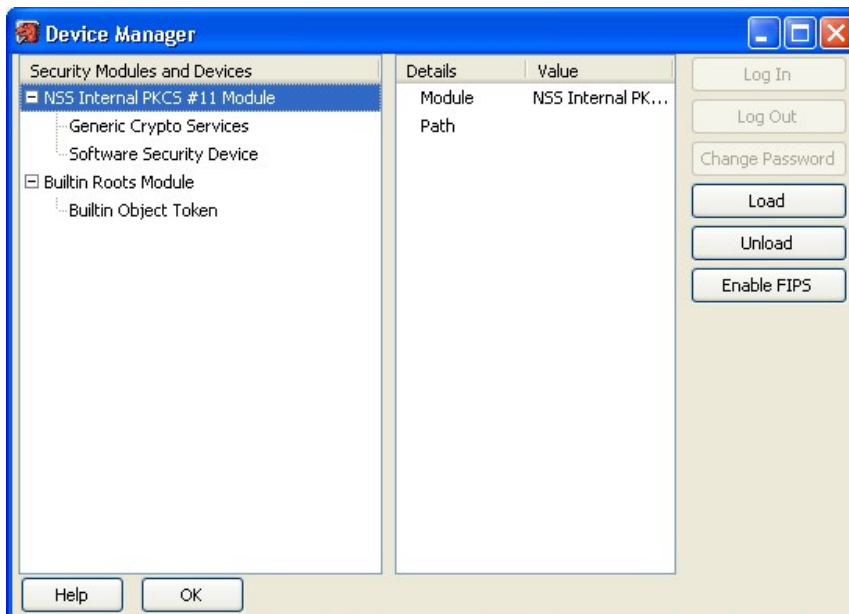 Device Manager
Security Modules and Devices
NSS Internal PKCS #11 Module
Generic Crypto Services
Software Security Device
Builtin Roots Module
Builtin Object Token
Details Value
Module NSS Internal PK...
Path
Log In
Log Out
Change Password
Load
Unload
Enable FIPS
Help OK